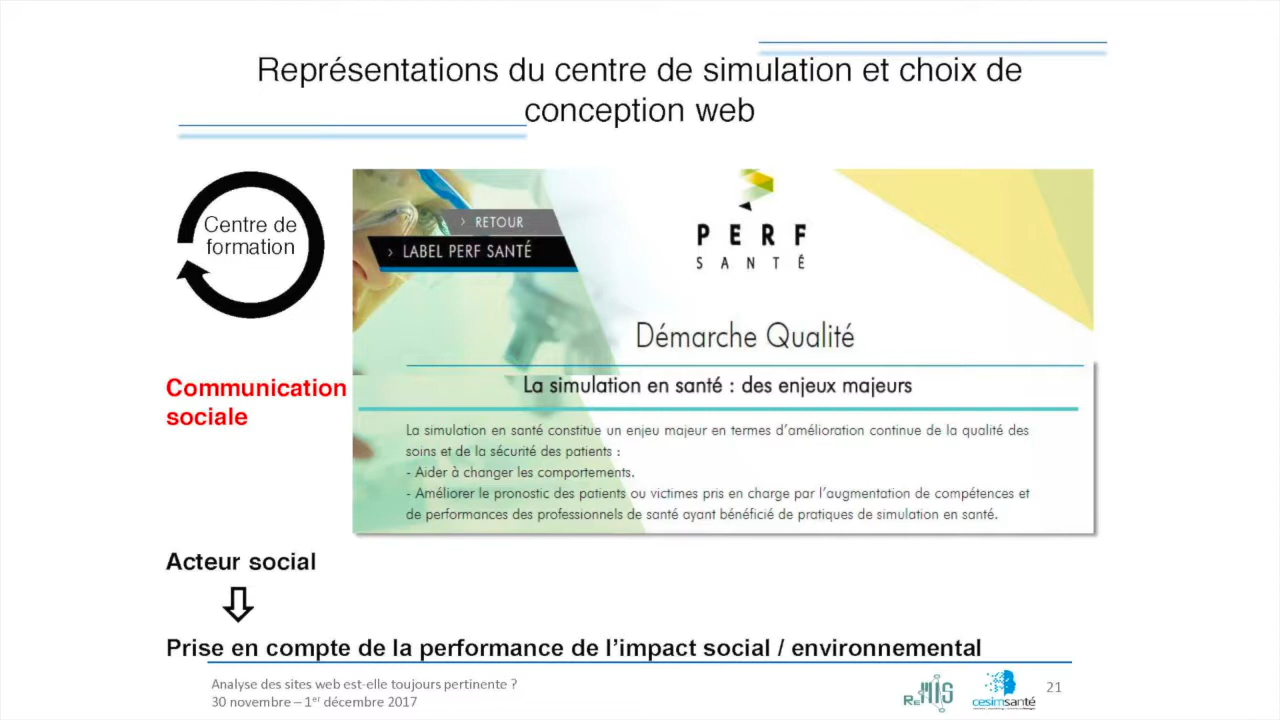 Représentations du centre de simulation et choix de
conception web
Centre de
formation
› RETOUR
› LABEL PERF SANTÉ
PERF
SANTÉ
Démarche Qualité
La simulation en santé : des enjeux majeurs
La simulation en santé constitue un enjeu majeur en termes d'amélioration continue de la qualité des
soins et de la sécurité des patients :
- Aider à changer les comportements.
- Améliorer le pronostic des patients ou victimes pris en charge par l'augmentation de compétences et
de performances des professionnels de santé ayant bénéficié de pratiques de simulation en santé.
Communication
sociale
Acteur social
Prise en compte de la performance de l'impact social / environnemental
Analyse des sites web est-elle toujours pertinente ?
30 novembre – 1er décembre 2017
ReMIS
cesimsanté
21